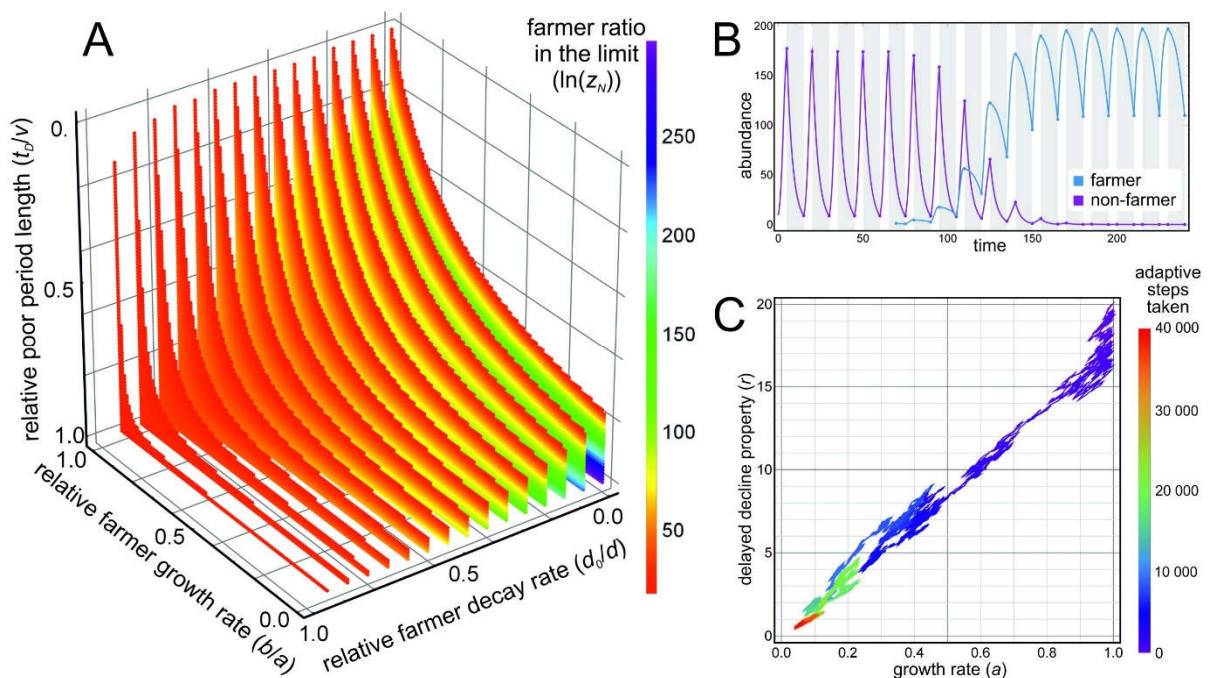 A
farmer ratio
in the limit
(ln(z_N))
250
200
150
100
50
relative poor period length (t_D/v)
0.
0.5
1.0
relative farmer growth rate (b/a)
1.0
0.5
0.0
relative farmer decay rate (d_0/d)
1.0
0.5
0.0
B
abundance
200
150
100
50
0
0
50
100
150
200
time
farmer
non-farmer
C
delayed decline property (r)
20
15
10
5
0
0.0
0.2
0.4
0.6
0.8
1.0
growth rate (a)
adaptive
steps
taken
40 000
30 000
20 000
10 000
0